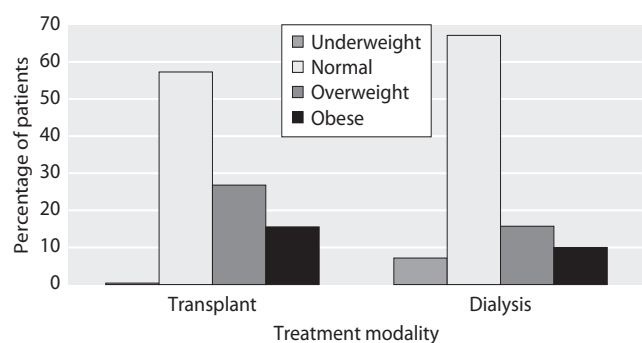 70
60
50
40
30
20
10
0
Percentage of patients
Underweight
Normal
Overweight
Obese
Transplant
Dialysis
Treatment modality